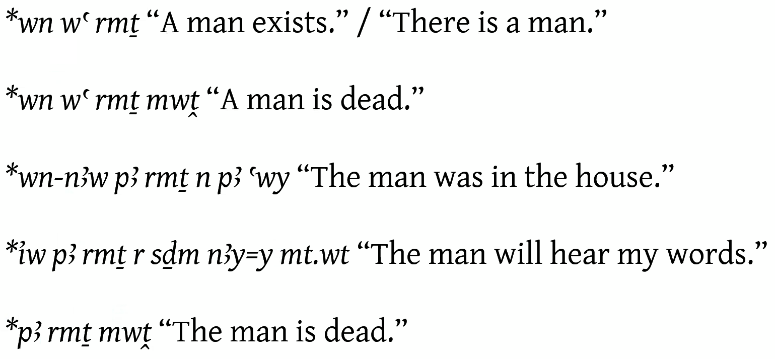 *wn wꜥ rmṯ “A man exists.” / “There is a man.”
*wn wꜥ rmṯ mwṱ “A man is dead.”
*wn-nꜣw pꜣ rmṯ n pꜣ ꜥwy “The man was in the house.”
*ı͗w pꜣ rmṯ r sḏm nꜣy=y mt.wt “The man will hear my words.”
*pꜣ rmṯ mwṱ “The man is dead.”